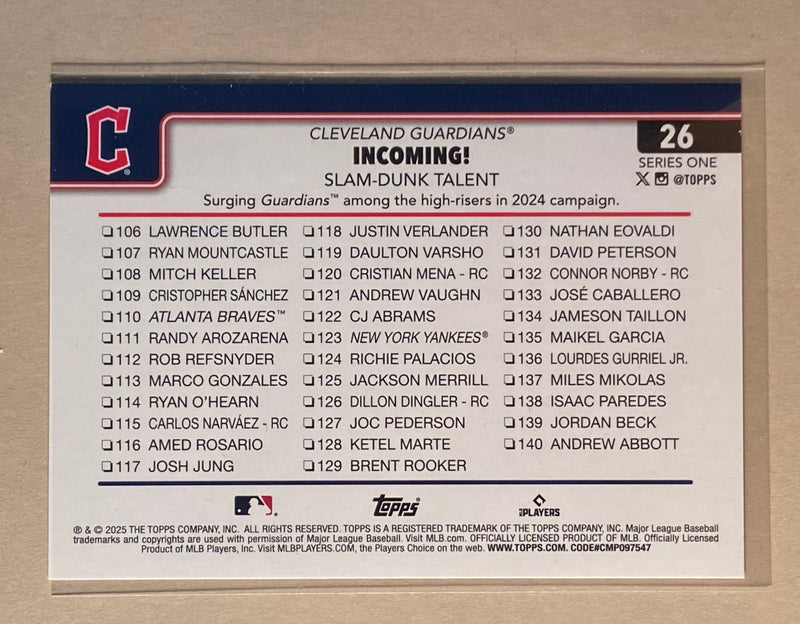 C®
CLEVELAND GUARDIANS®
26
INCOMING!
SERIES ONE
SLAM-DUNK TALENT
@TOPPS
Surging Guardians™ among the high-risers in 2024 campaign.
106 LAWRENCE BUTLER
107 RYAN MOUNTCASTLE
108 MITCH KELLER
109 CRISTOPHER SÁNCHEZ
110 ATLANTA BRAVES™
111 RANDY AROZARENA
112 ROB REFSNYDER
113 MARCO GONZALES
114 RYAN O'HEARN
115 CARLOS NARVÁEZ - RC
116 AMED ROSARIO
117 JOSH JUNG
118 JUSTIN VERLANDER
119 DAULTON VARSHO
120 CRISTIAN MENA - RC
121 ANDREW VAUGHN
122 CJ ABRAMS
123 NEW YORK YANKEES®
124 RICHIE PALACIOS
125 JACKSON MERRILL
126 DILLON DINGLER - RC
127 JOC PEDERSON
128 KETEL MARTE
129 BRENT ROOKER
130 NATHAN EOVALDI
131 DAVID PETERSON
132 CONNOR NORBY - RC
133 JOSÉ CABALLERO
134 JAMESON TAILLON
135 MAIKEL GARCIA
136 LOURDES GURRIEL JR.
137 MILES MIKOLAS
138 ISAAC PAREDES
139 JORDAN BECK
140 ANDREW ABBOTT
TOPPS
PLAYERS
® & © 2025 THE TOPPS COMPANY, INC. ALL RIGHTS RESERVED. TOPPS IS A REGISTERED TRADEMARK OF THE TOPPS COMPANY, INC. Major League Baseball
trademarks and copyrights are used with permission of Major League Baseball. Visit MLB.com. OFFICIALLY LICENSED PRODUCT OF MLB. Officially Licensed
Product of MLB Players, Inc. Visit MLBPLAYERS.COM, the Players Choice on the web. WWW.TOPPS.COM. CODE#CMP097547